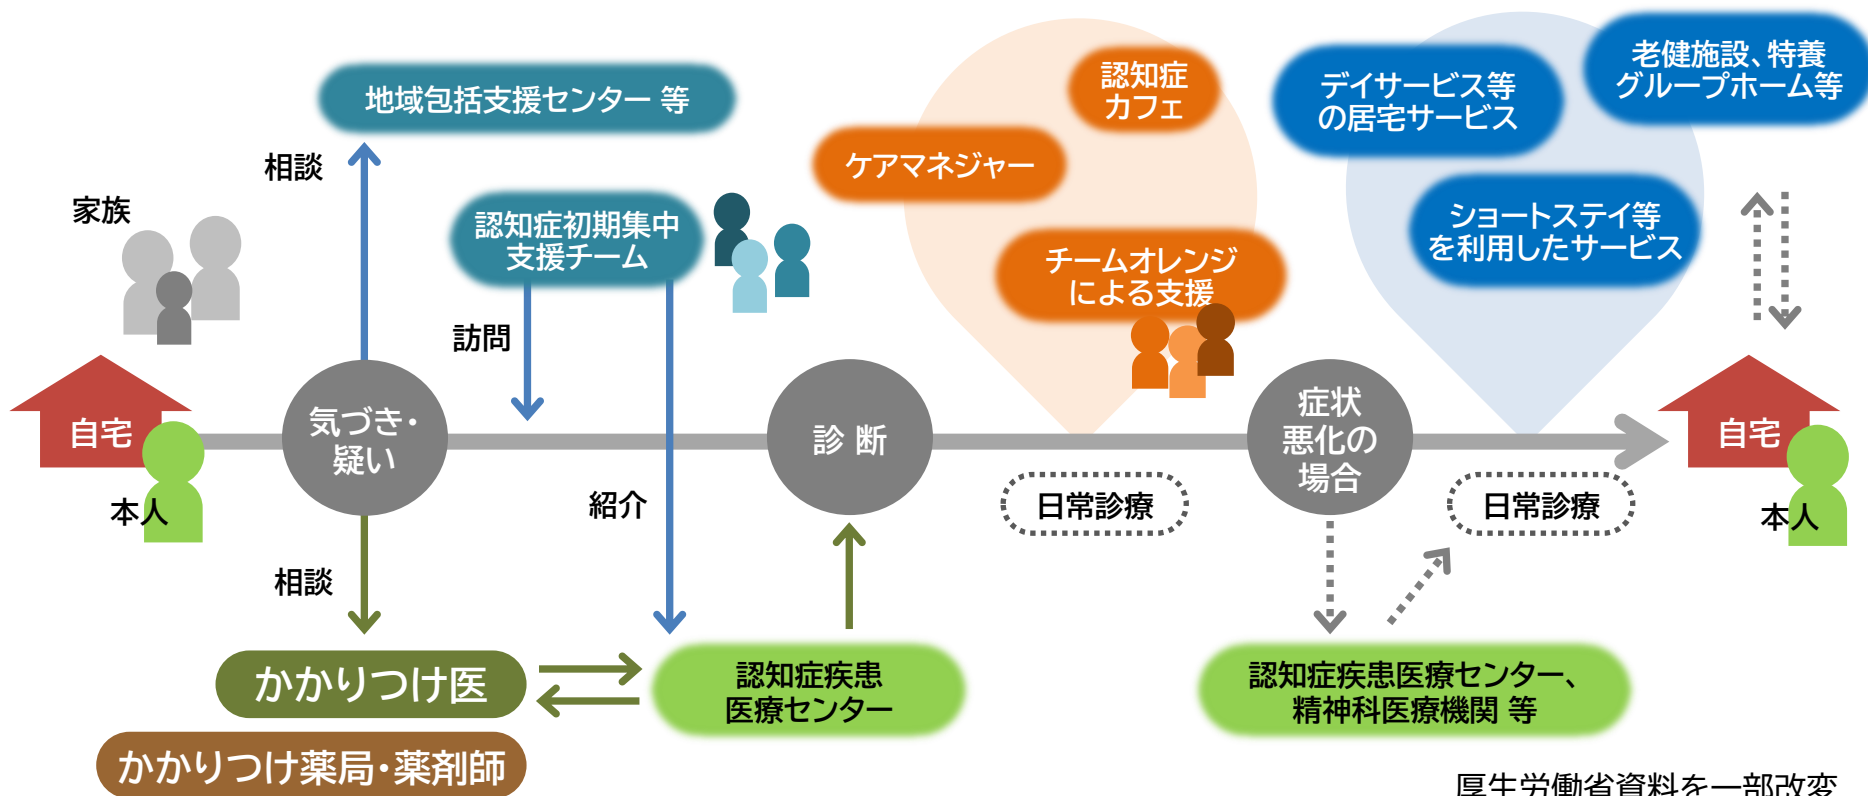 老健施設、特養
グループホーム等
認知症
カフェ
デイサービス等
の居宅サービス
地域包括支援センター 等
ケアマネジャー
相談
家族
認知症初期集中
支援チーム
ショートステイ等
を利用したサービス
チームオレンジ
による支援
訪問
自宅
気づき・
疑い
診 断
症状
悪化の
場合
自宅
本人
紹介
日常診療
日常診療
本人
相談
かかりつけ医
認知症疾患
医療センター
認知症疾患医療センター、
精神科医療機関 等
かかりつけ薬局・薬剤師
厚生労働省資料を一部改変